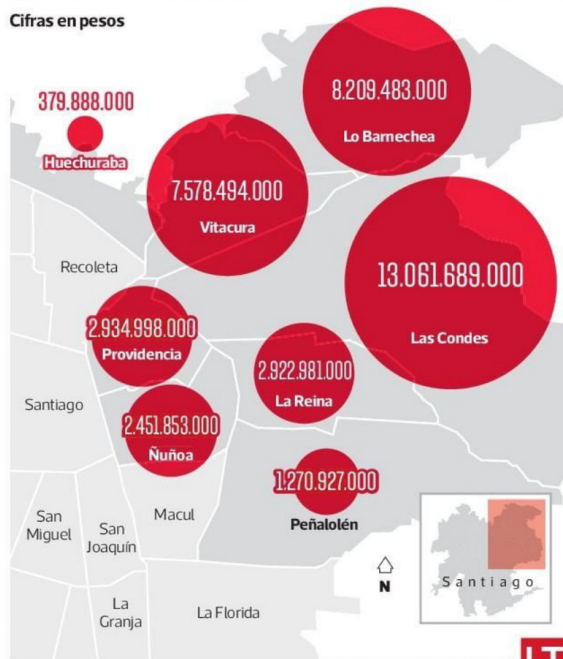 Cifras en pesos
379.888.000
Huechuraba
8.209.483.000
Lo Barnechea
7.578.494.000
Vitacura
13.061.689.000
Las Condes
Recoleta
2.934.998.000
Providencia
2.922.981.000
La Reina
Santiago
2.451.853.000
Ñuñoa
1.270.927.000
Peñalolén
Macul
San
Miguel
San
Joaquín
N
Santiago
La
Granja
La Florida
LT